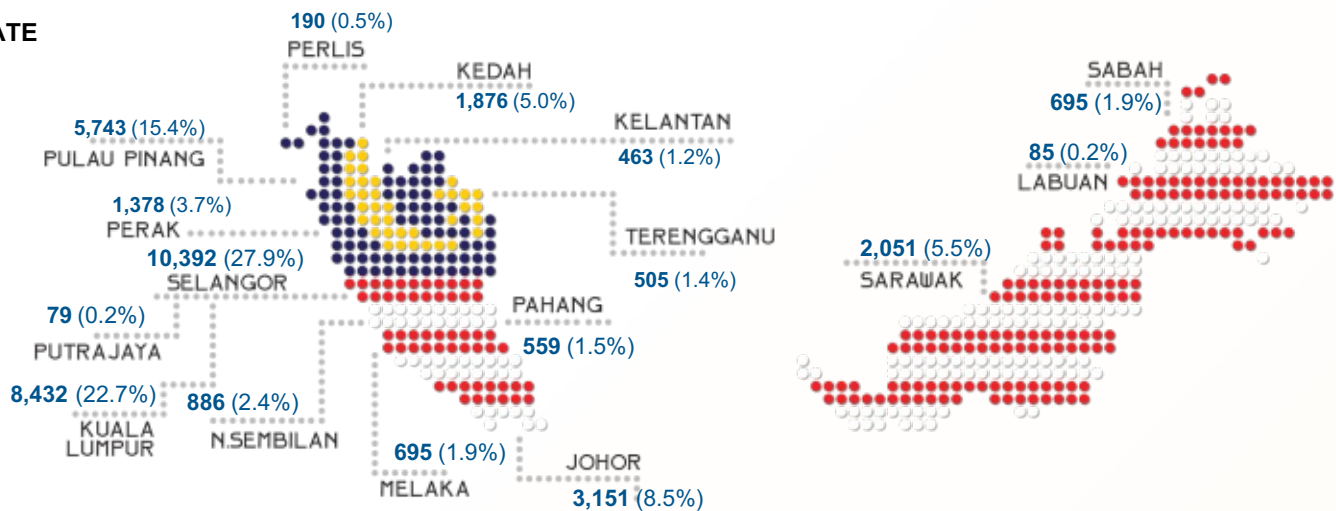 190 (0.5%)
PERLIS
KEDAH
1,876 (5.0%)
5,743 (15.4%)
PULAU PINANG
KELANTAN
463 (1.2%)
1,378 (3.7%)
PERAK
10,392 (27.9%)
SELANGOR
TERENGGANU
505 (1.4%)
79 (0.2%)
PUTRAJAYA
PAHANG
559 (1.5%)
8,432 (22.7%)
KUALA
LUMPUR
886 (2.4%)
N.SEMBILAN
695 (1.9%)
MELAKA
JOHOR
3,151 (8.5%)
SABAH
695 (1.9%)
85 (0.2%)
LABUAN
2,051 (5.5%)
SARAWAK